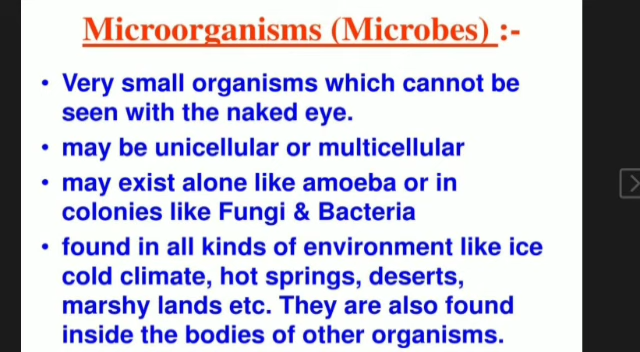 Microorganisms (Microbes) :-
• Very small organisms which cannot be
seen with the naked eye.
• may be unicellular or multicellular
• may exist alone like amoeba or in
colonies like Fungi & Bacteria
• found in all kinds of environment like ice
cold climate, hot springs, deserts,
marshy lands etc. They are also found
inside the bodies of other organisms.